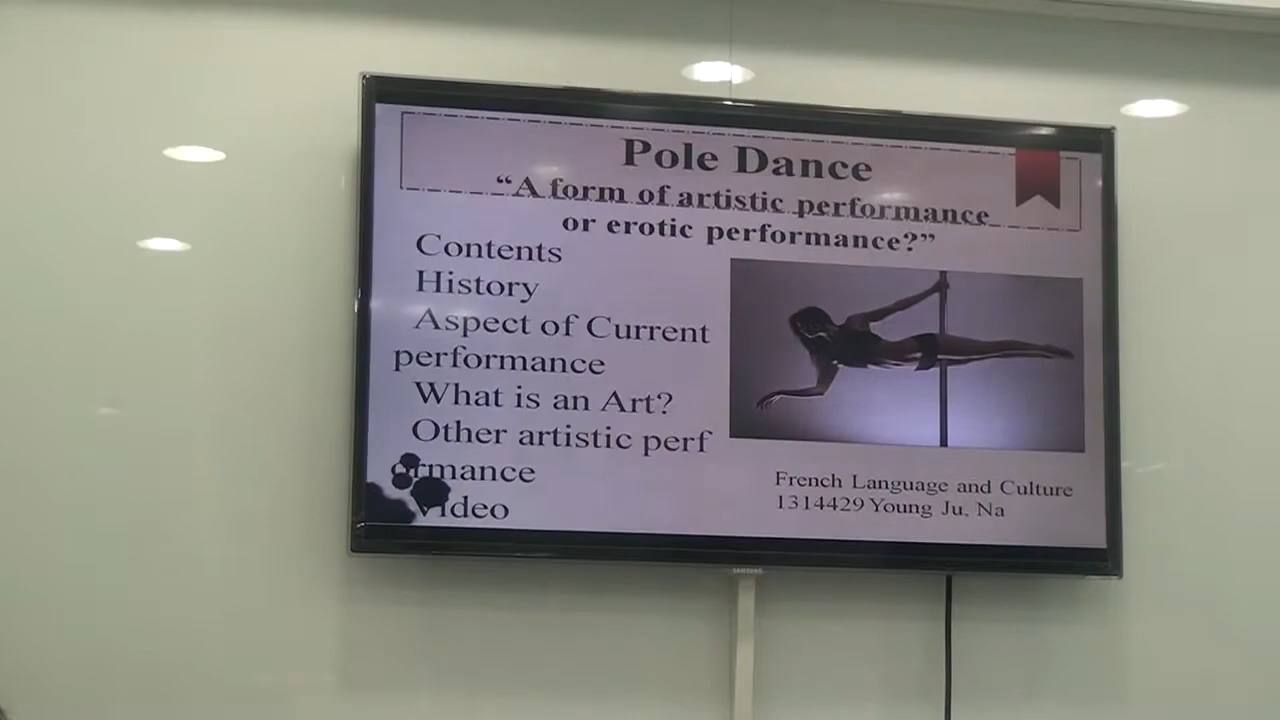 Pole Dance
“A form of artistic performance
or erotic performance?”
Contents
History
Aspect of Current
performance
What is an Art?
Other artistic perf
ormance
Video
French Language and Culture
1314429 Young Ju, Na
SAMSUNG